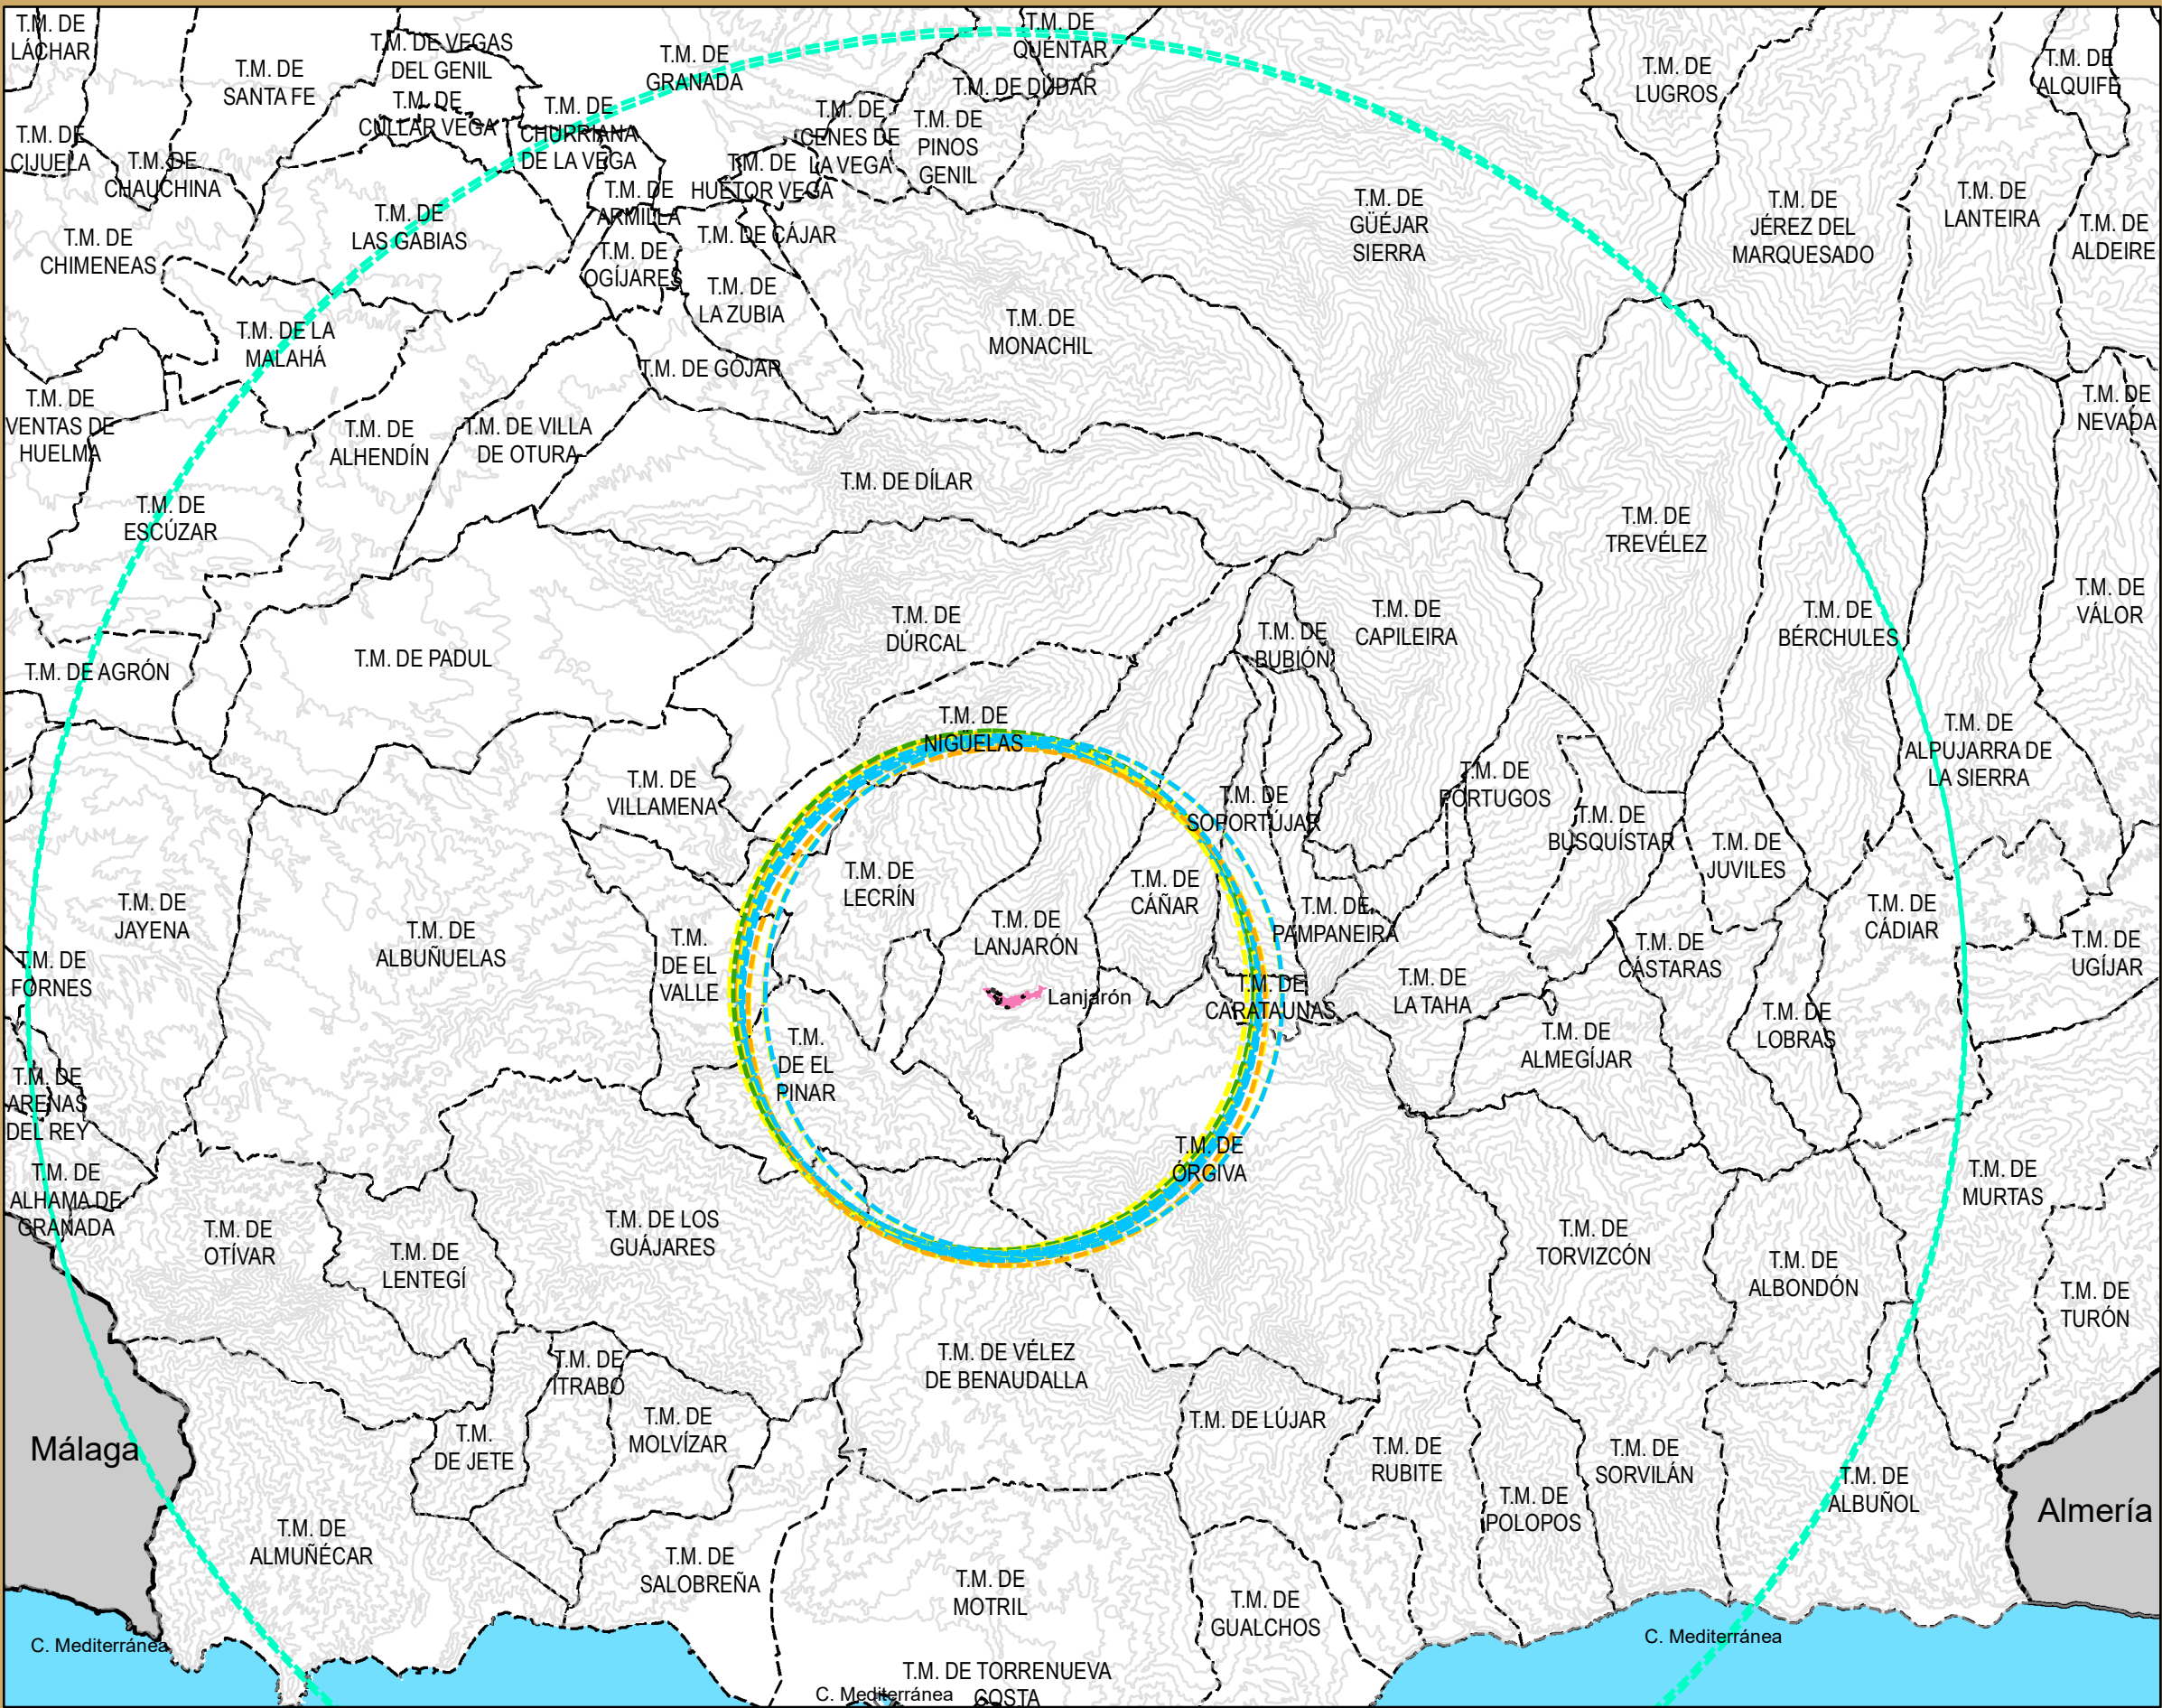 T.M. DE
LÁCHAR
T.M. DE VEGAS
DEL GENIL
T.M. DE
SANTA FE
T.M. DE
GRANADA
T.M. DE
QUÉNTAR
T.M. DE DÚDAR
T.M. DE
LUGROS
T.M. DE
ALQUIFE
T.M. DE
CÚLLAR VEGA
T.M. DE
CHURRIANA
DE LA VEGA
T.M. DE
CENES DE
LA VEGA
T.M. DE
PINOS
GENIL
T.M. DE
CIJUELA
T.M. DE
CHAUCHINA
T.M. DE
HUÉTOR VEGA
T.M. DE
ARMILLA
T.M. DE
LAS GABIAS
T.M. DE
CHIMENEAS
T.M. DE CÁJAR
T.M. DE
OGÍJARES
T.M. DE
LA ZUBIA
T.M. DE
GÜÉJAR
SIERRA
T.M. DE
JÉREZ DEL
MARQUESADO
T.M. DE
LANTEIRA
T.M. DE
ALDEIRE
T.M. DE LA
MALAHÁ
T.M. DE
MONACHIL
T.M. DE GÓJAR
T.M. DE
VENTAS DE
HUELMA
T.M. DE
ALHENDÍN
T.M. DE VILLA
DE OTURA
T.M. DE
NEVADA
T.M. DE DÍLAR
T.M. DE
ESCÚZAR
T.M. DE
TREVÉLEZ
T.M. DE
VÁLOR
T.M. DE
DÚRCAL
T.M. DE
BUBIÓN
T.M. DE
CAPILEIRA
T.M. DE
BÉRCHULES
T.M. DE AGRÓN
T.M. DE PADUL
T.M. DE
NIGÜELAS
T.M. DE
ALPUJARRA DE
LA SIERRA
T.M. DE
VILLAMENA
T.M. DE
SOPORTÚJAR
T.M. DE
PÓRTUGOS
T.M. DE
BUSQUÍSTAR
T.M. DE
JUVILES
T.M. DE
LECRÍN
T.M. DE
CÁÑAR
T.M. DE
JAYENA
T.M. DE
ALBUÑUELAS
T.M.
DE EL
VALLE
T.M. DE
LANJARÓN
T.M. DE
PAMPANEIRA
T.M. DE
CÁSTARAS
T.M. DE
CÁDIAR
T.M. DE
UGÍJAR
T.M. DE
FORNES
Lanjarón
T.M. DE
CARATAUNAS
T.M. DE
LA TAHA
T.M. DE
LOBRAS
T.M. DE
ALMEGÍJAR
T.M.
DE EL
PINAR
T.M. DE
ARENAS
DEL REY
T.M. DE
ÓRGIVA
T.M. DE
ALHAMA DE
GRANADA
T.M. DE
OTÍVAR
T.M. DE
LENTEGÍ
T.M. DE LOS
GUÁJARES
T.M. DE
TORVIZCÓN
T.M. DE
ALBONDÓN
T.M. DE
MURTAS
T.M. DE
TURÓN
T.M. DE
ÍTRABO
T.M. DE VÉLEZ
DE BENAUDALLA
Málaga
T.M.
DE JETE
T.M. DE
MOLVÍZAR
T.M. DE LÚJAR
T.M. DE
RUBITE
T.M. DE
POLOPOS
T.M. DE
SORVILÁN
T.M. DE
ALBUÑOL
Almería
T.M. DE
ALMUÑÉCAR
T.M. DE
SALOBREÑA
T.M. DE
MOTRIL
T.M. DE
GUALCHOS
C. Mediterránea
C. Mediterránea
T.M. DE TORRENUEVA
COSTA
C. Mediterránea